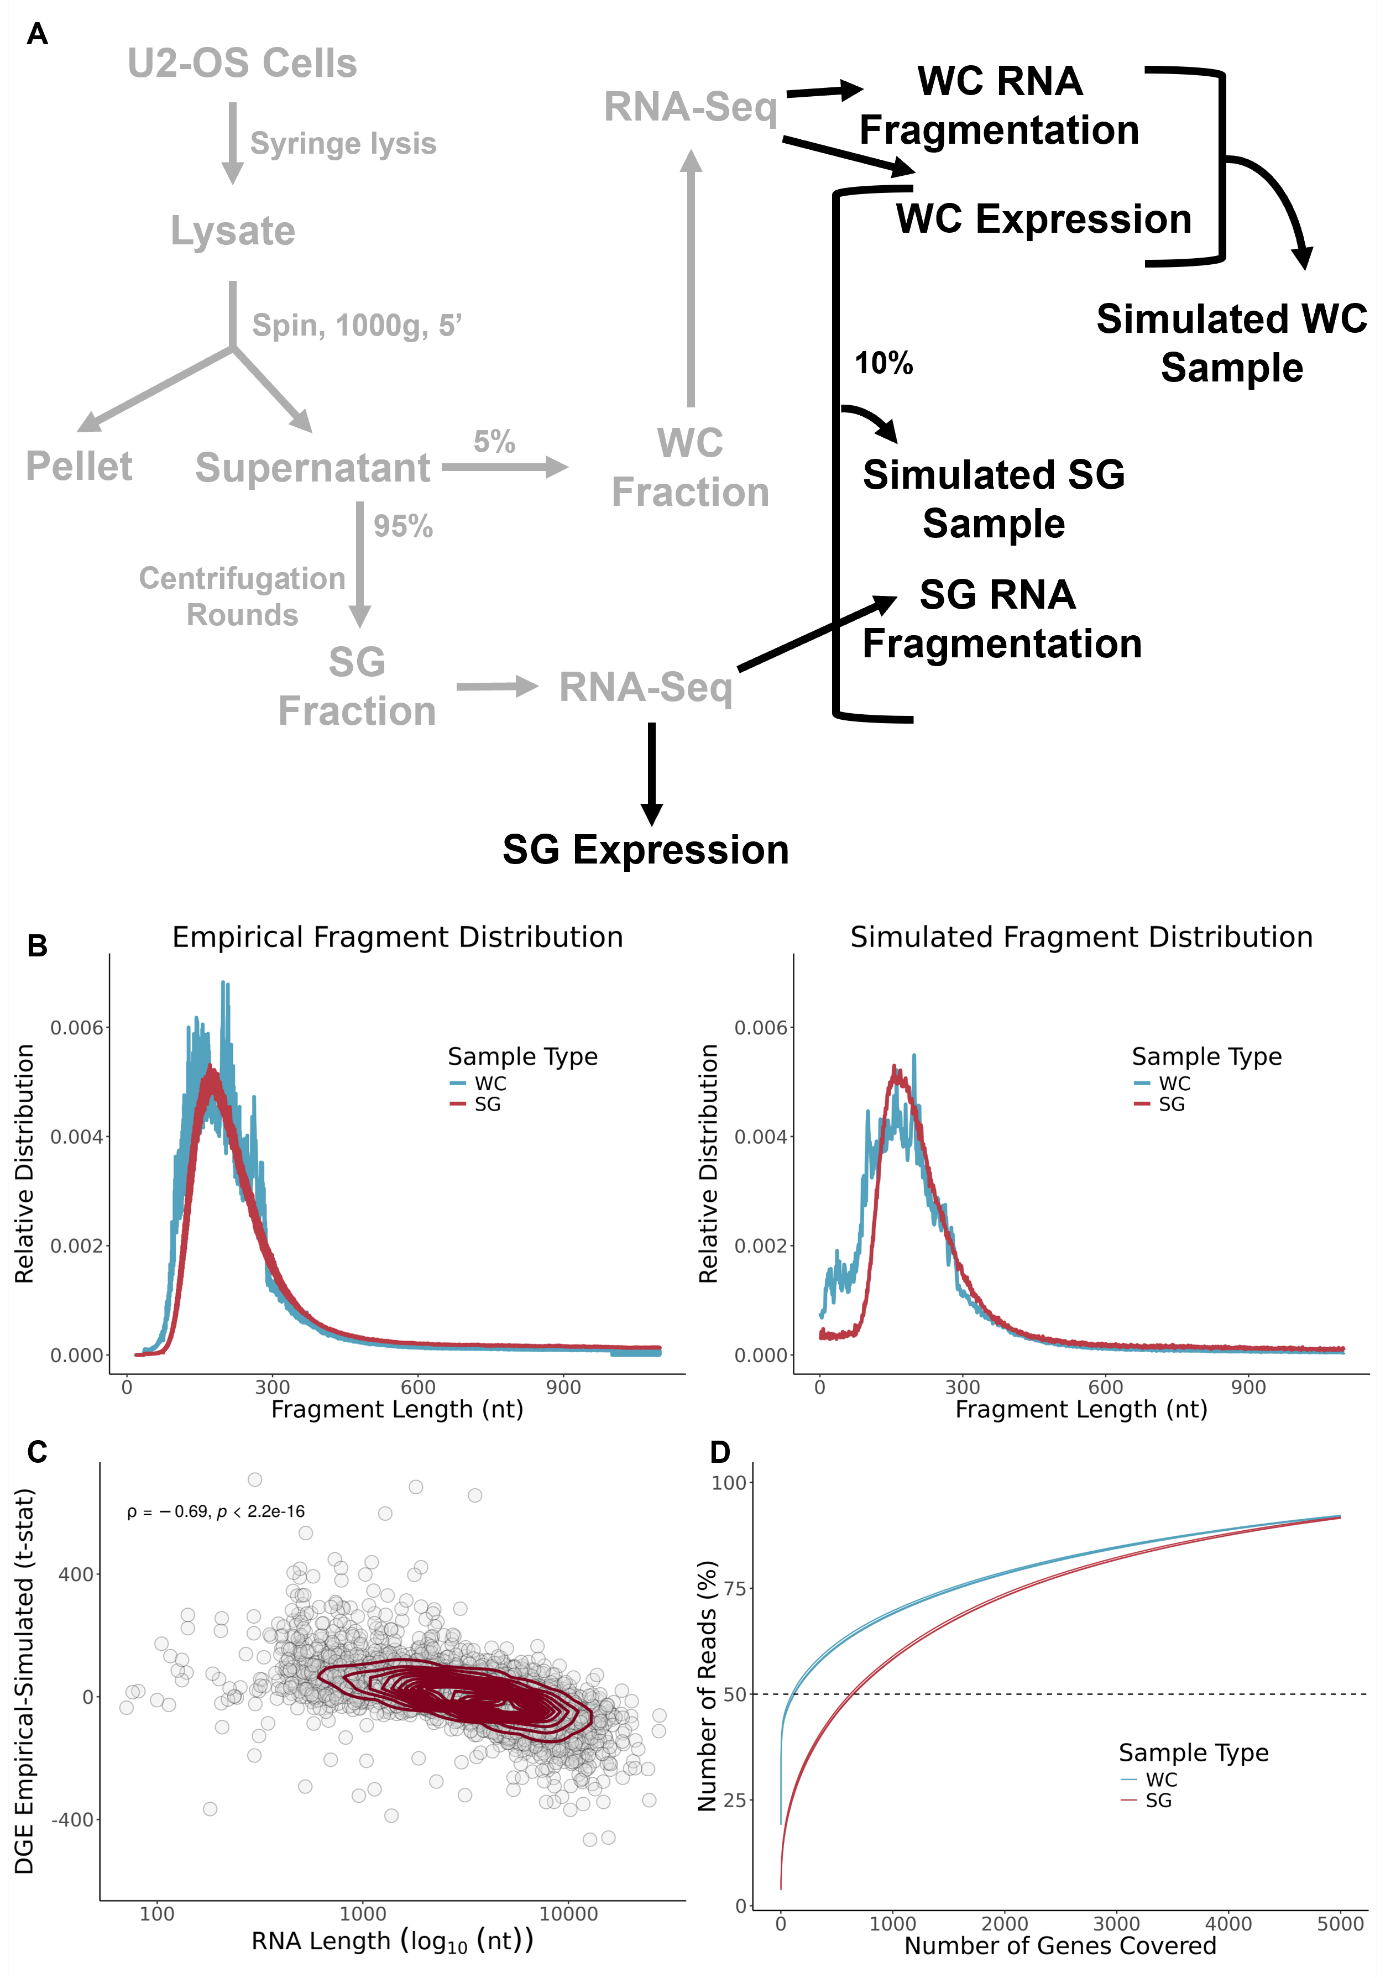 A
U2-OS Cells
Syringe lysis
Lysate
Spin, 1000g, 5’
Pellet
Supernatant
5%
WC
Fraction
95%
Centrifugation
Rounds
SG
Fraction
RNA-Seq
RNA-Seq
WC RNA
Fragmentation
WC Expression
Simulated WC
Sample
10%
Simulated SG
Sample
SG RNA
Fragmentation
SG Expression
B
Empirical Fragment Distribution
Relative Distribution
0.006
0.004
0.002
0.000
Sample Type
WC
SG
0 300 600 900
Fragment Length (nt)
Simulated Fragment Distribution
Relative Distribution
0.006
0.004
0.002
0.000
Sample Type
WC
SG
0 300 600 900
Fragment Length (nt)
C
DGE Empirical-Simulated (t-stat)
ρ = −0.69, p < 2.2e-16
400
0
-400
100 1000 10000
RNA Length (log10 (nt))
D
Number of Reads (%)
100
75
50
25
0
Sample Type
WC
SG
0 1000 2000 3000 4000 5000
Number of Genes Covered